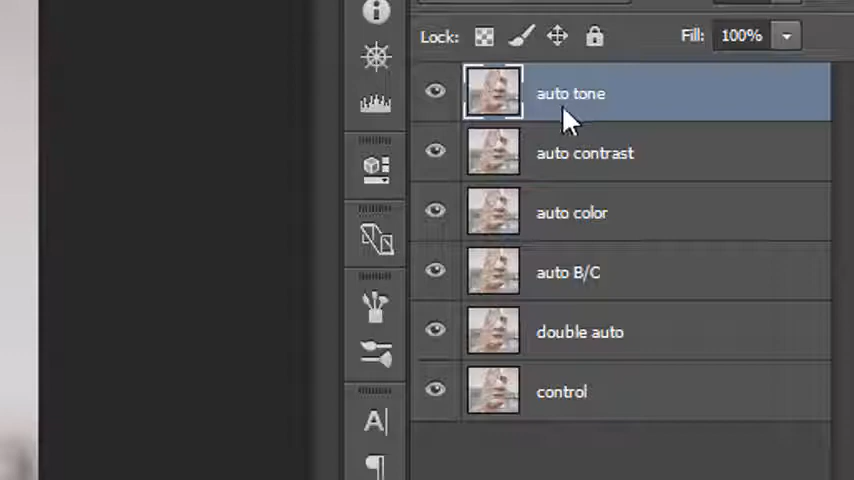 Lock: Fill: 100%
auto tone
auto contrast
auto color
auto B/C
double auto
control